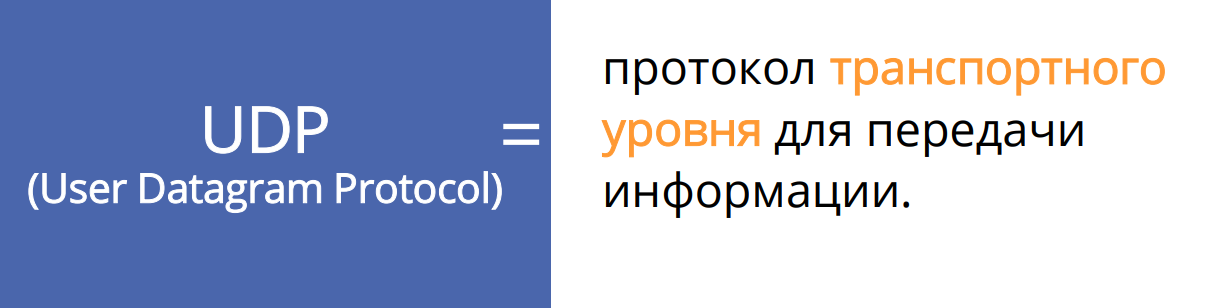 UDP
(User Datagram Protocol)
=
протокол транспортного
уровня для передачи
информации.